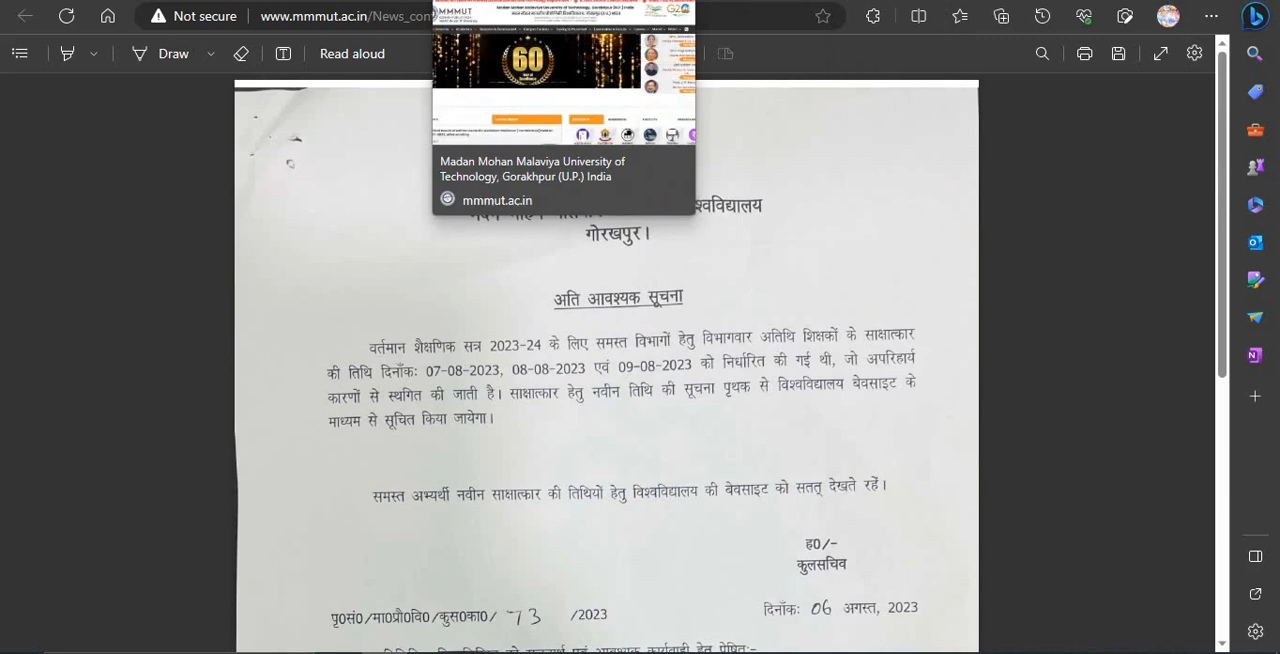 Not secure
www.mmmut.ac.in/News_con
Draw
Read aloud
MMMUT
60
Madan Mohan Malaviya University of
Technology, Gorakhpur (U.P.) India
mmmut.ac.in
श्वविद्यालय
गोरखपुर।
अति आवश्यक सूचना
वर्तमान शैक्षणिक सत्र 2023-24 के लिए समस्त विभागों हेतु विभागवार अतिथि शिक्षकों के साक्षात्कार
की तिथि दिनाँकः 07-08-2023, 08-08-2023 एवं 09-08-2023 को निर्धारित की गई थी, जो अपरिहार्य
कारणों से स्थगित की जाती है। साक्षात्कार हेतु नवीन तिथि की सूचना पृथक से विश्वविद्यालय बेवसाइट के
माध्यम से सूचित किया जायेगा।
समस्त अभ्यर्थी नवीन साक्षात्कार की तिथियों हेतु विश्वविद्यालय की बेवसाइट को सतत् देखते रहें।
ह0/-
कुलसचिव
पृ0सं0/मा0प्रौ0वि0/कुस0का0/ 73 /2023
दिनाँकः 06 अगस्त, 2023